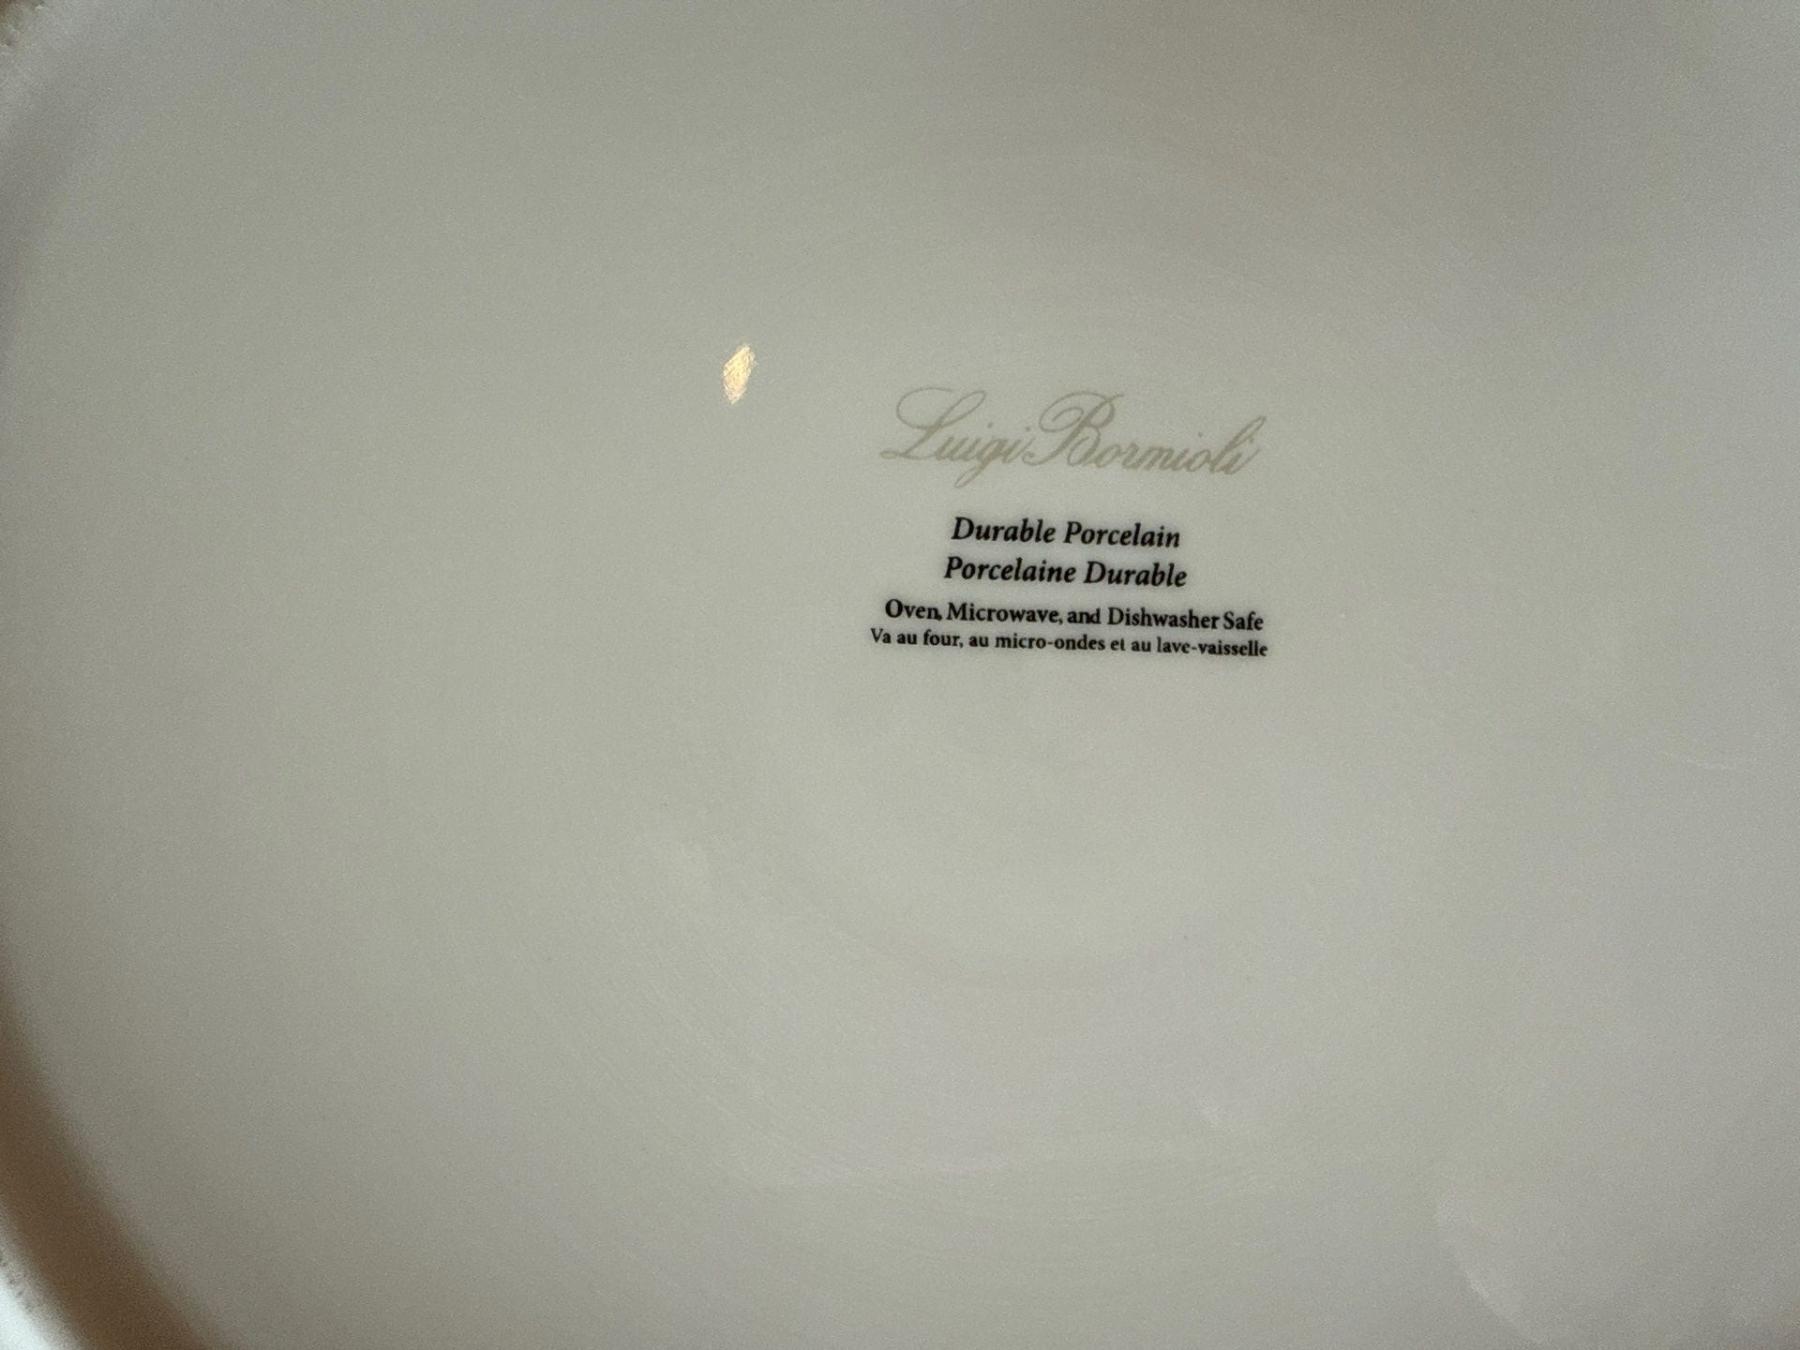 Luigi Bormioli
Durable Porcelain
Porcelaine Durable
Oven, Microwave, and Dishwasher Safe
Va au four, au micro-ondes et au lave-vaisselle